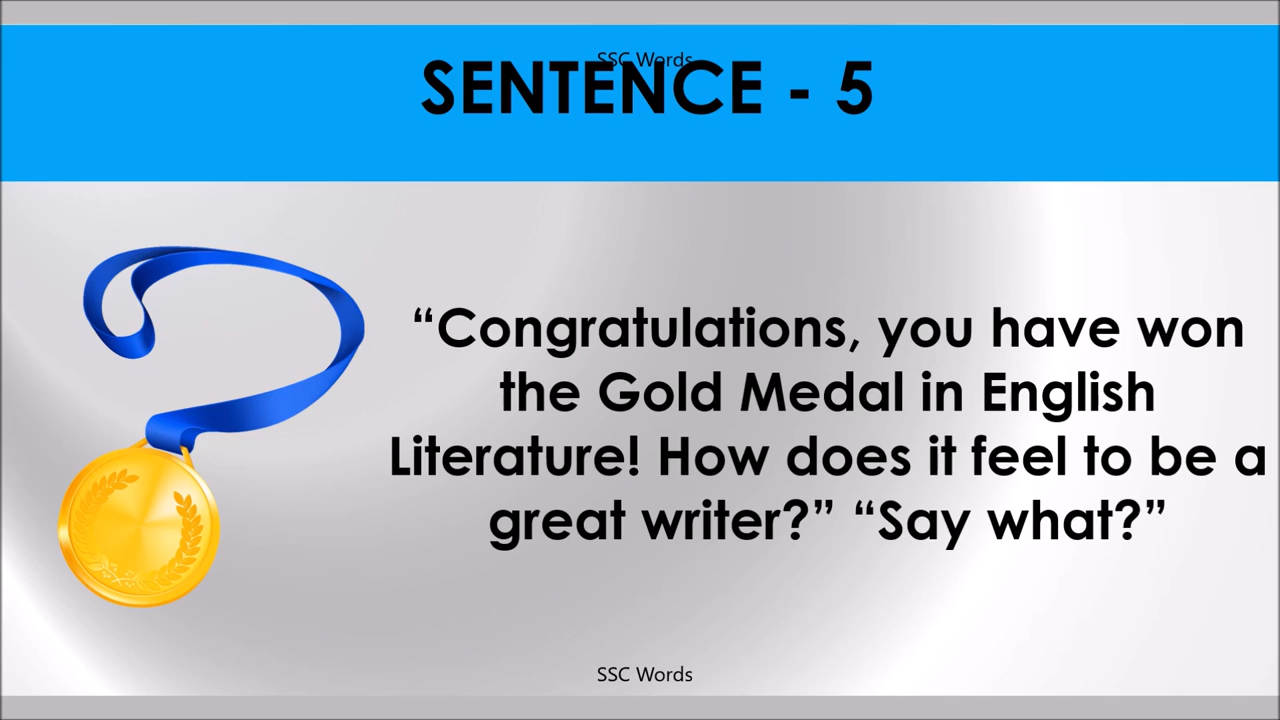 SSC Words
SENTENCE - 5
“Congratulations, you have won
the Gold Medal in English
Literature! How does it feel to be a
great writer?” “Say what?”
SSC Words